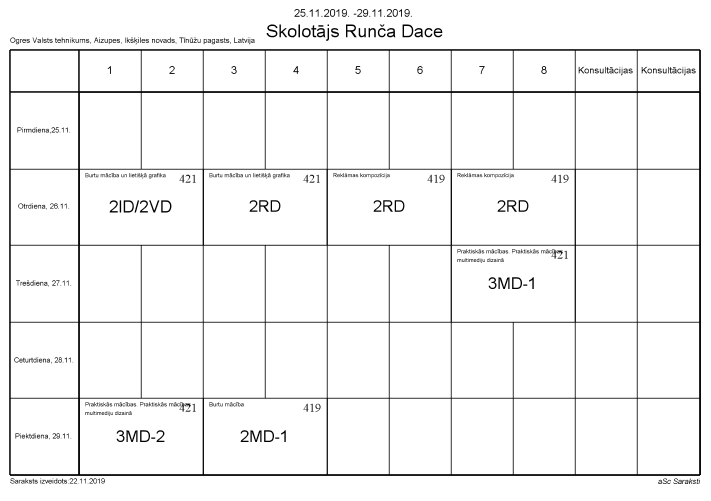 25.11.2019. -29.11.2019.
Skolotājs Runča Dace
Ogres Valsts tehnikums, Aizupes, Ikšķiles novads, Tīnūžu pagasts, Latvija
1 2 3 4 5 6 7 8 Konsultācijas Konsultācijas
Pirmdiena,25.11.
Otrdiena, 26.11.
Burtu mācība un lietišķā grafika 421
2ID/2VD
Burtu mācība un lietišķā grafika 421
2RD
Reklāmas kompozīcija 419
2RD
Reklāmas kompozīcija 419
2RD
Trešdiena, 27.11.
Praktiskās mācības. Praktiskās mācības 421
multimediju dizainā
3MD-1
Ceturtdiena, 28.11.
Piektdiena, 29.11.
Praktiskās mācības. Praktiskās mācības 421
multimediju dizainā
3MD-2
Burtu mācība 419
2MD-1
Saraksts izveidots:22.11.2019
aSc Saraksti